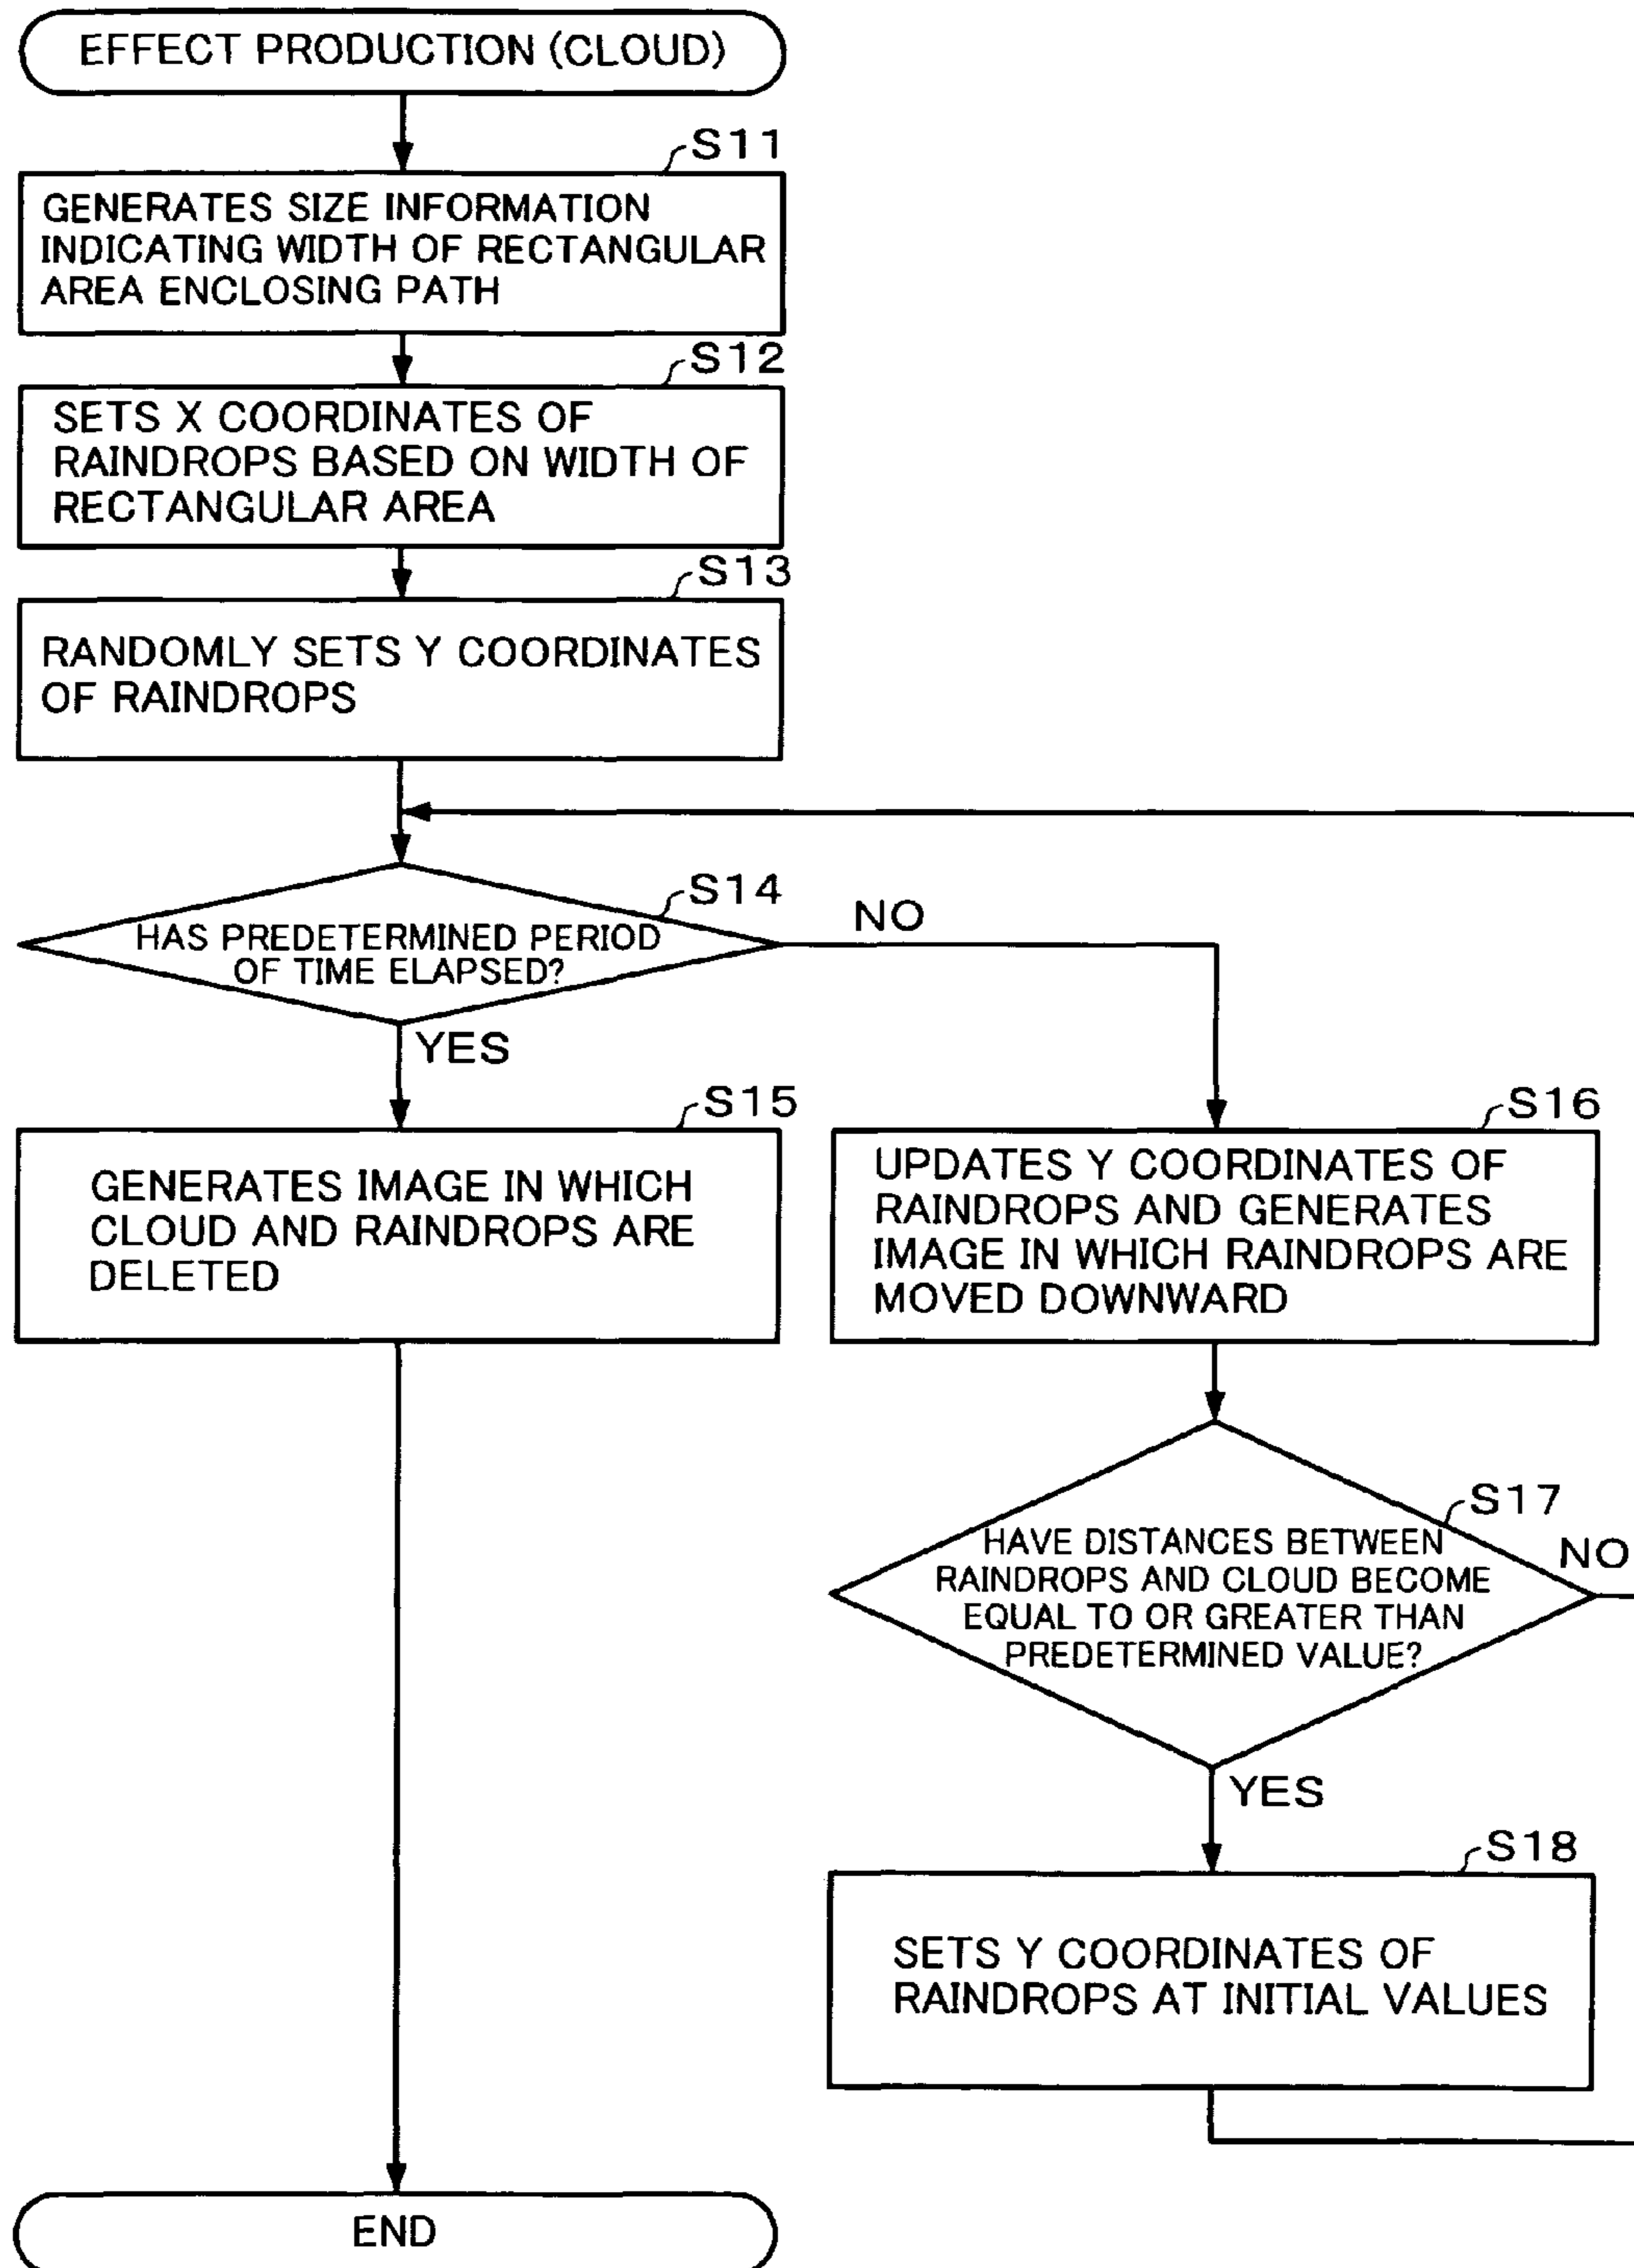 EFFECT PRODUCTION (CLOUD)
S11
GENERATES SIZE INFORMATION
INDICATING WIDTH OF RECTANGULAR
AREA ENCLOSING PATH
S12
SETS X COORDINATES OF
RAINDROPS BASED ON WIDTH OF
RECTANGULAR AREA
S13
RANDOMLY SETS Y COORDINATES
OF RAINDROPS
S14
HAS PREDETERMINED PERIOD
OF TIME ELAPSED?
NO
YES
S15
GENERATES IMAGE IN WHICH
CLOUD AND RAINDROPS ARE
DELETED
S16
UPDATES Y COORDINATES OF
RAINDROPS AND GENERATES
IMAGE IN WHICH RAINDROPS ARE
MOVED DOWNWARD
S17
HAVE DISTANCES BETWEEN
RAINDROPS AND CLOUD BECOME
EQUAL TO OR GREATER THAN
PREDETERMINED VALUE?
NO
YES
S18
SETS Y COORDINATES OF
RAINDROPS AT INITIAL VALUES
END